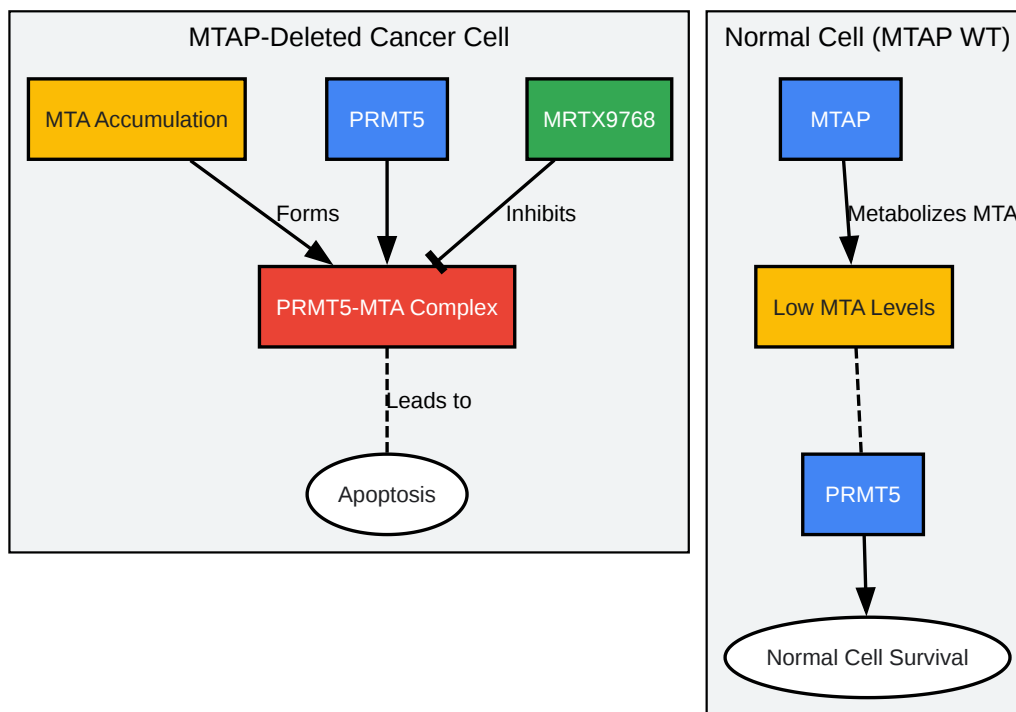 MTAP-Deleted Cancer Cell
MTA Accumulation
PRMT5
MRTX9768
Forms
Inhibits
PRMT5-MTA Complex
Leads to
Apoptosis
Normal Cell (MTAP WT)
MTAP
Metabolizes MTA
Low MTA Levels
PRMT5
Normal Cell Survival